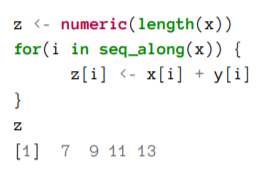 z <- numeric(length(x))
for(i in seq_along(x)) {
      z[i] <- x[i] + y[i]
}
z
[1]  7  9 11 13